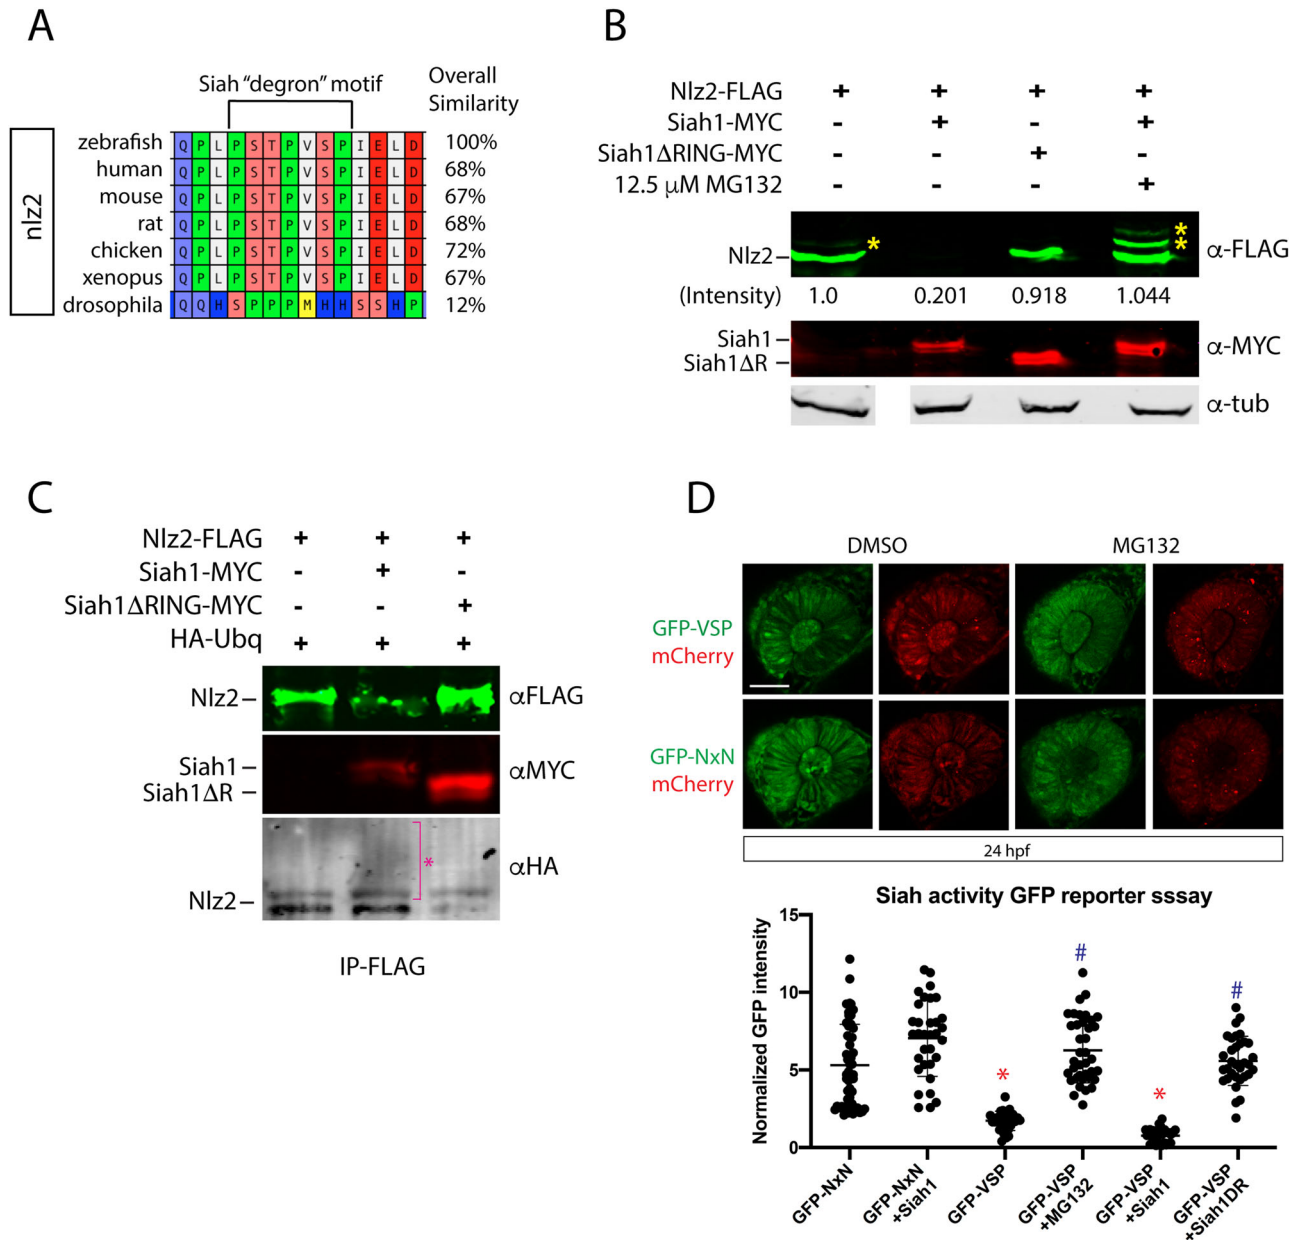 A
Siah “degron” motif
Overall
Similarity
nlz2
zebrafish Q P L P S T P V S P I E L D 100%
human Q P L P S T P V S P I E L D 68%
mouse Q P L P S T P V S P I E L D 67%
rat Q P L P S T P V S P I E L D 68%
chicken Q P L P S T P V S P I E L D 72%
xenopus Q P L P S T P V S P I E L D 67%
drosophila Q Q H S P P P M H H S S H P 12%
B
Nlz2-FLAG + + + +
Siah1-MYC - + - +
Siah1ΔRING-MYC - - + -
12.5 μM MG132 - - - +
Nlz2 * * * α-FLAG
(Intensity) 1.0 0.201 0.918 1.044
Siah1
Siah1ΔR
α-MYC
α-tub
C
Nlz2-FLAG + + +
Siah1-MYC - + -
Siah1ΔRING-MYC - - +
HA-Ubq + + +
Nlz2 αFLAG
Siah1
Siah1ΔR
αMYC
* αHA
Nlz2
IP-FLAG
D
DMSO MG132
GFP-VSP
mCherry
GFP-NxN
mCherry
24 hpf
Siah activity GFP reporter sssay
Normalized GFP intensity
15
10
5
0
* # * #
GFP-NxN
GFP-NxN
+Siah1
GFP-VSP
GFP-VSP
+MG132
GFP-VSP
+Siah1
GFP-VSP
+Siah1DR